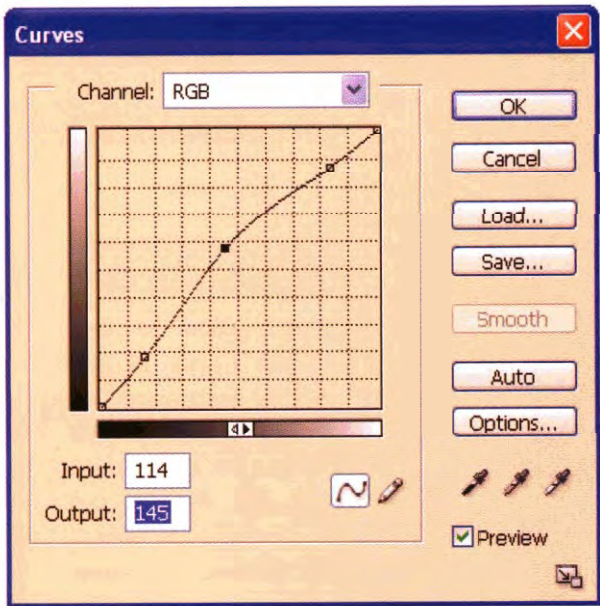 Curves
Channel: RGB
OK
Cancel
Load...
Save...
Smooth
Auto
Options...
Input: 114
Output: 145
Preview